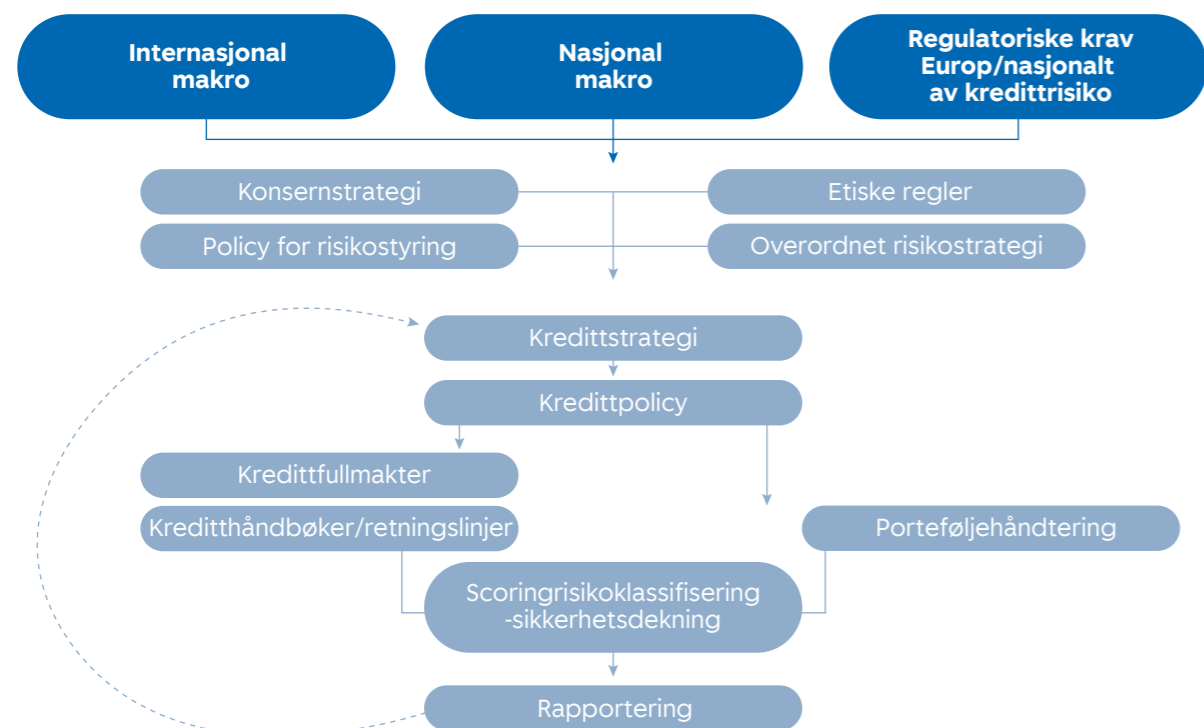 Internasjonal
makro
Nasjonal
makro
Regulatoriske krav
Europ/nasjonalt
av kredittrisiko
Konsernstrategi
Etiske regler
Policy for risikostyring
Overordnet risikostrategi
Kredittstrategi
Kredittpolicy
Kredittfullmakter
Kreditthåndbøker/retningslinjer
Porteføljehåndtering
Scoringrisikoklassifisering
-sikkerhetsdekning
Rapportering